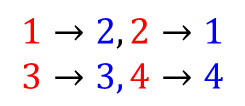 1 → 2, 2 → 1
3 → 3, 4 → 4